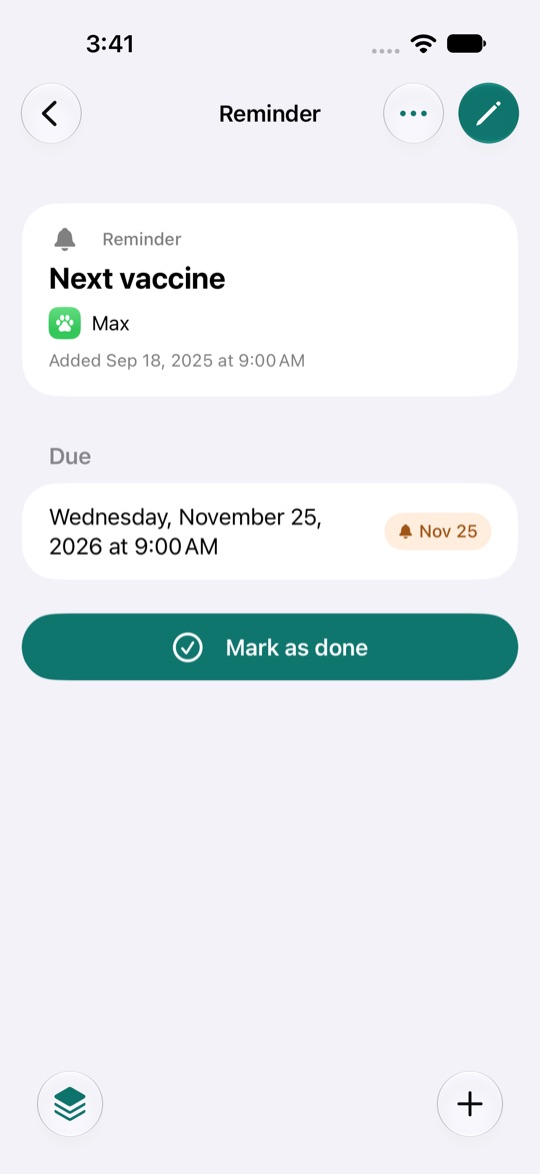 3:41
Reminder
Reminder
Next vaccine
Max
Added Sep 18, 2025 at 9:00 AM
Due
Wednesday, November 25,
2026 at 9:00 AM
Nov 25
Mark as done